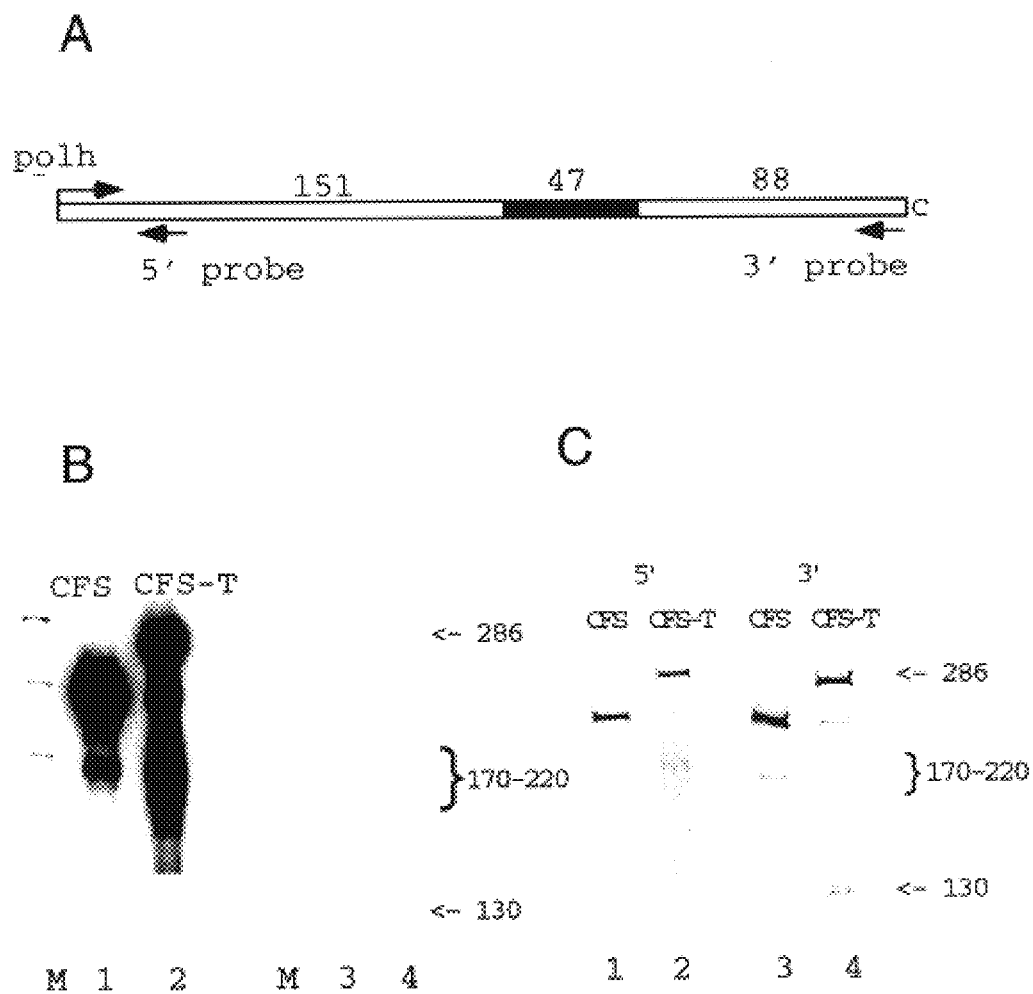 A
polh
151 47 88
C
5' probe
3' probe
B
CFS CFS-T
<- 286
}170-220
<- 130
M 1 2 M 3 4
C
5' 3'
CFS CFS-T CFS CFS-T
<- 286
}170-220
<- 130
1 2 3 4